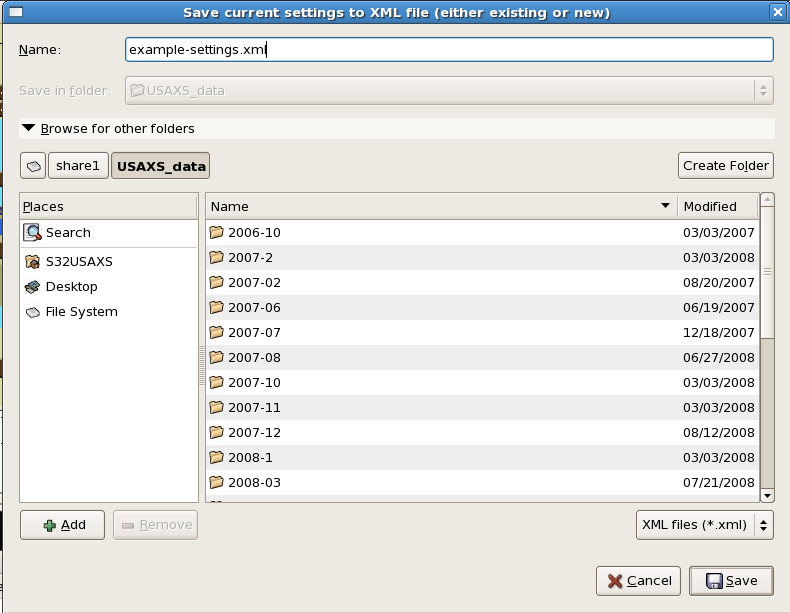 Save current settings to XML file (either existing or new)
Name: example-settings.xml
Save in folder: USAXS_data
Browse for other folders
share1 USAXS_data Create Folder
Places Name Modified
Search
S32USAXS
Desktop
File System
2006-10 03/03/2007
2007-2 03/03/2008
2007-02 08/20/2007
2007-06 06/19/2007
2007-07 12/18/2007
2007-08 06/27/2008
2007-10 03/03/2008
2007-11 03/03/2008
2007-12 08/12/2008
2008-1 03/03/2008
2008-03 07/21/2008
Add Remove XML files (*.xml)
Cancel Save